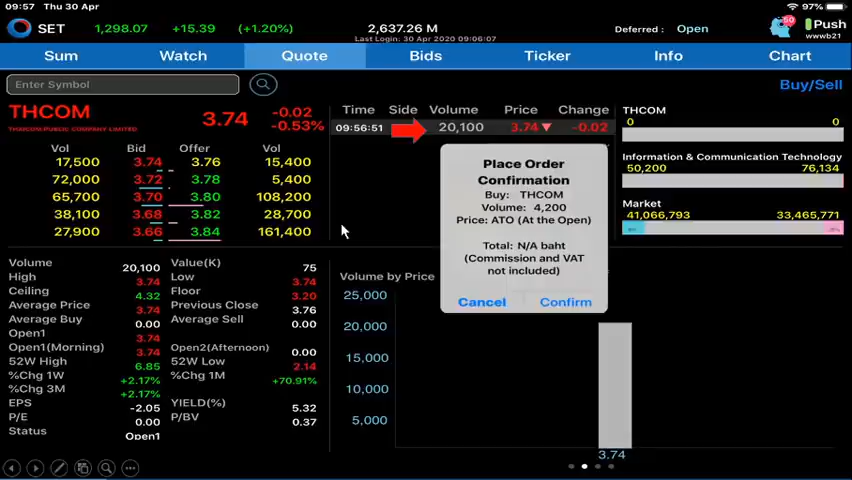 09:57 Thu 30 Apr 97%
SET 1,298.07 +15.39 (+1.20%) 2,637.26 M Deferred : Open 50 Push
Last Login: 30 Apr 2020 09:06:07 wwwb21
Sum Watch Quote Bids Ticker Info Chart
Enter Symbol Buy/Sell
THCOM 3.74 -0.02
THAICOM PUBLIC COMPANY LIMITED -0.53%
Vol Bid Offer Vol
17,500 3.74 3.76 15,400
72,000 3.72 3.78 5,400
65,700 3.70 3.80 108,200
38,100 3.68 3.82 28,700
27,900 3.66 3.84 161,400
Time Side Volume Price Change
09:56:51 20,100 3.74 -0.02
THCOM
0 0
Information & Communication Technology
50,200 76,134
Market
41,066,793 33,465,771
Place Order
Confirmation
Buy: THCOM
Volume: 4,200
Price: ATO (At the Open)
Total: N/A baht
(Commission and VAT
not included)
Cancel Confirm
Volume 20,100 Value(K) 75
High 3.74 Low 3.74
Ceiling 4.32 Floor 3.20
Average Price 3.74 Previous Close 3.76
Average Buy 0.00 Average Sell 0.00
Open1 3.74
Open1(Morning) 3.74 Open2(Afternoon) 0.00
52W High 6.85 52W Low 2.14
%Chg 1W +2.17% %Chg 1M +70.91%
%Chg 3M +2.17%
EPS -2.05 YIELD(%) 5.32
P/E 0.00 P/BV 0.37
Status Open1
Volume by Price
25,000
20,000
15,000
10,000
5,000
3.74